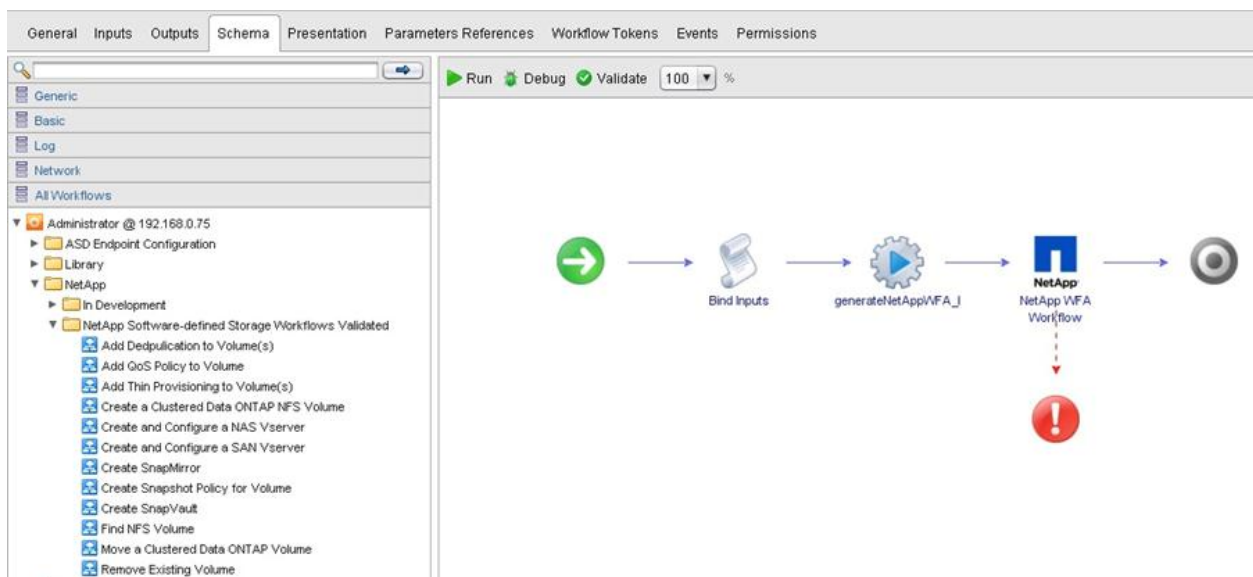 General Inputs Outputs Schema Presentation Parameters References Workflow Tokens Events Permissions
Run Debug Validate 100 %
Generic
Basic
Log
Network
All Workflows
Administrator @ 192.168.0.75
ASD Endpoint Configuration
Library
NetApp
In Development
NetApp Software-defined Storage Workflows Validated
Add Dedpulication to Volume(s)
Add QoS Policy to Volume
Add Thin Provisioning to Volume(s)
Create a Clustered Data ONTAP NFS Volume
Create and Configure a NAS Vserver
Create and Configure a SAN Vserver
Create SnapMirror
Create Snapshot Policy for Volume
Create SnapVault
Find NFS Volume
Move a Clustered Data ONTAP Volume
Remove Existing Volume
Bind Inputs
generateNetAppWFA_I
NetApp
NetApp WFA
Workflow